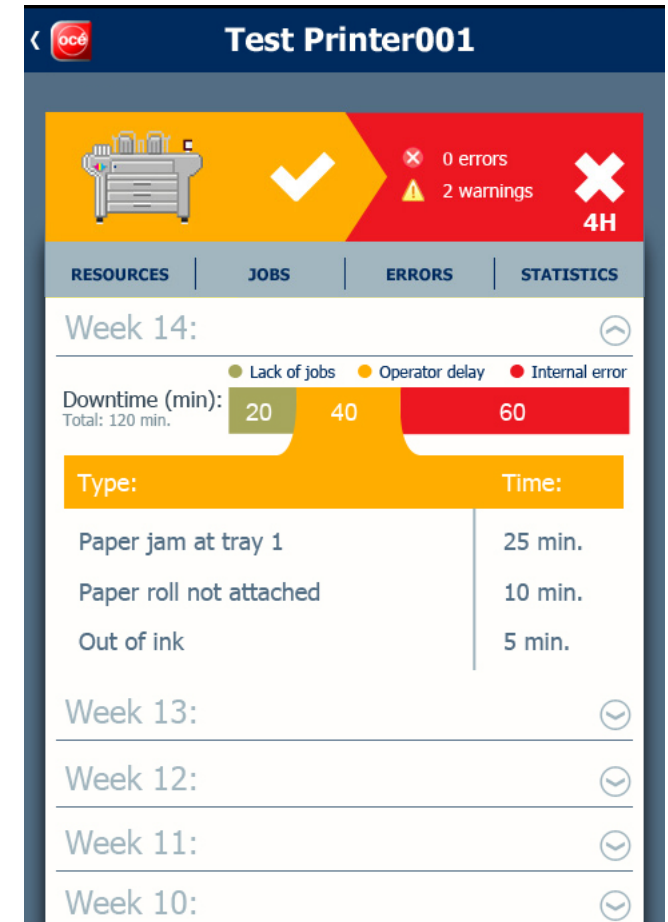 océ Test Printer001
0 errors
2 warnings
4H
RESOURCES JOBS ERRORS STATISTICS
Week 14:
Lack of jobs Operator delay Internal error
Downtime (min): 20 40 60
Total: 120 min.
Type: Time:
Paper jam at tray 1 25 min.
Paper roll not attached 10 min.
Out of ink 5 min.
Week 13:
Week 12:
Week 11:
Week 10: